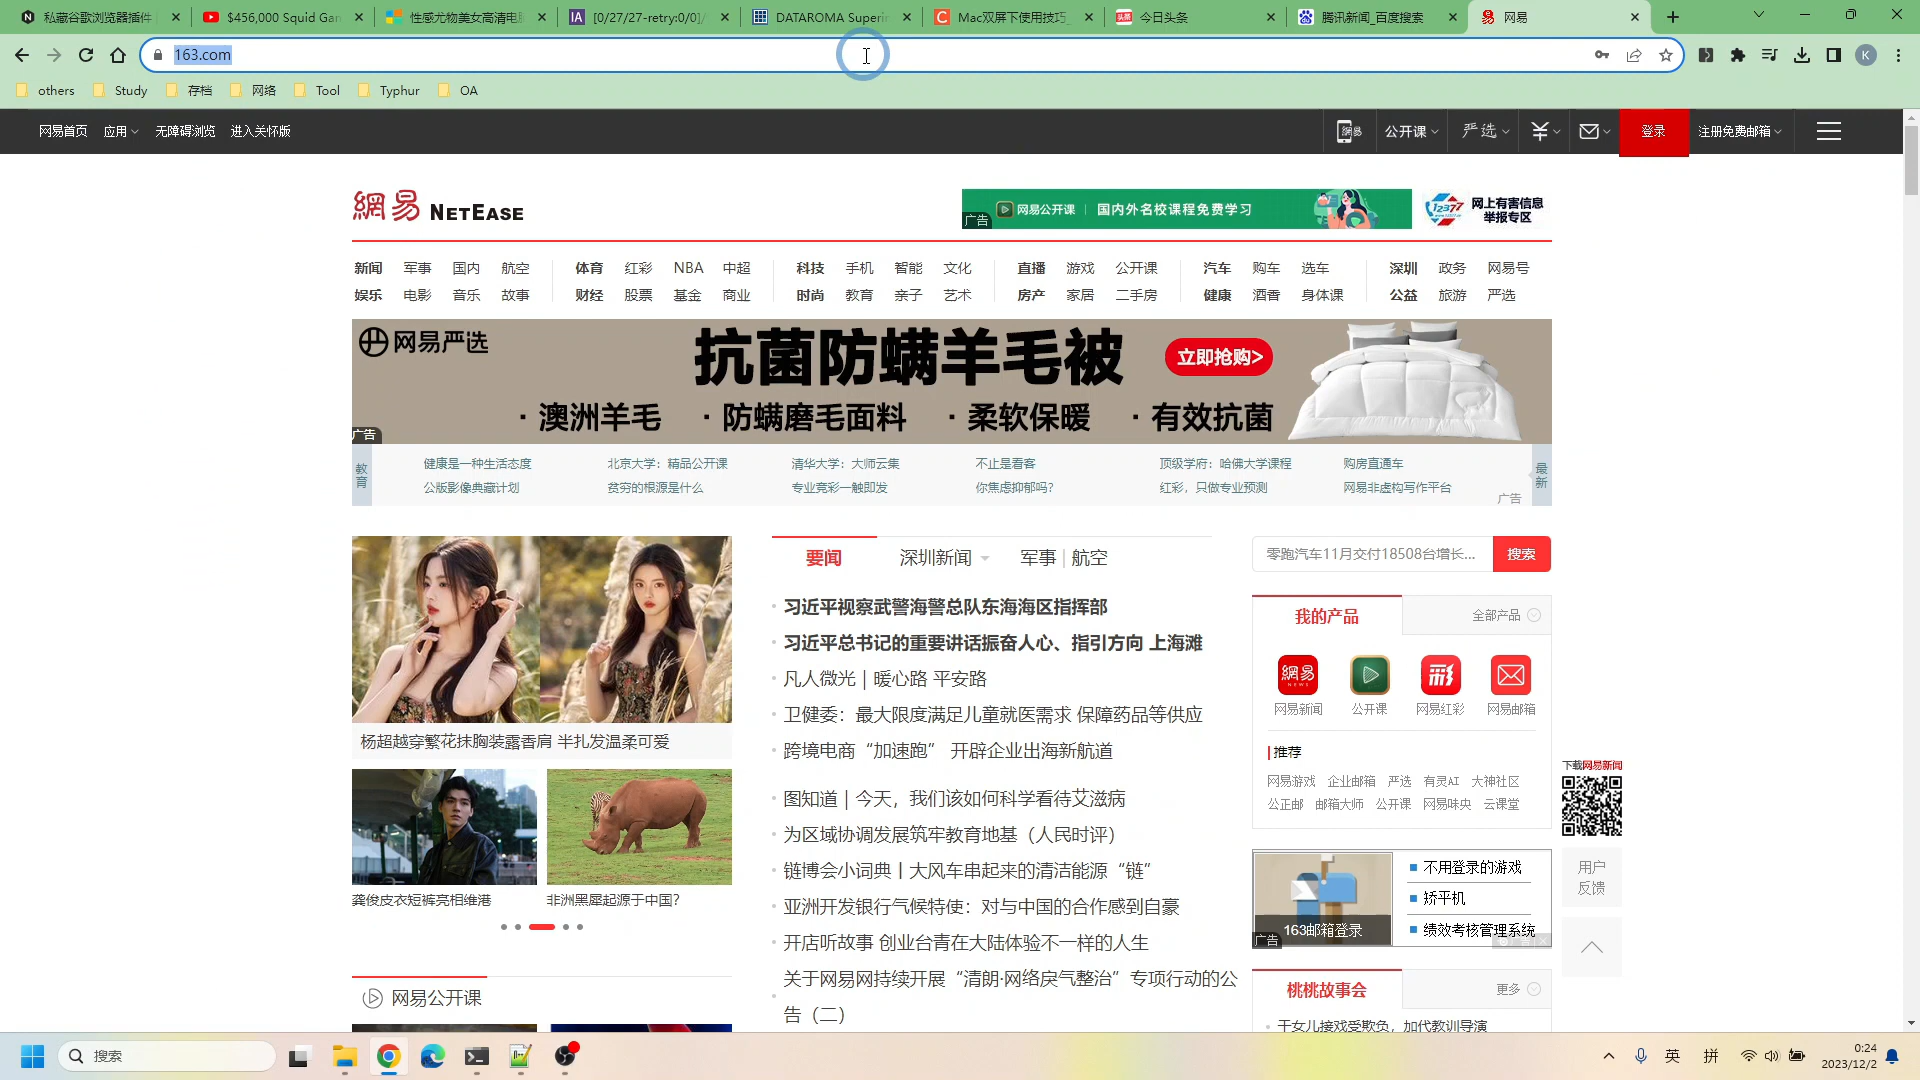 私藏谷歌浏览器插件
$456,000 Squid Gan
性感尤物美女高清电脑
[0/27/27-retry:0/0]/
DATAROMA Superin
Mac双屏下使用技巧_
今日头条
腾讯新闻_百度搜索
网易
163.com
K
others
Study
存档
网络
Tool
Typhur
OA
网易首页
应用
无障碍浏览
进入关怀版
公开课
严选
登录
注册免费邮箱
網易 NETEASE
广告
网易公开课 | 国内外名校课程免费学习
12377
网上有害信息
举报专区
新闻 军事 国内 航空
娱乐 电影 音乐 故事
体育 红彩 NBA 中超
财经 股票 基金 商业
科技 手机 智能 文化
时尚 教育 亲子 艺术
直播 游戏 公开课
房产 家居 二手房
汽车 购车 选车
健康 酒香 身体课
深圳 政务 网易号
公益 旅游 严选
网易严选
抗菌防螨羊毛被
立即抢购>
· 澳洲羊毛 · 防螨磨毛面料 · 柔软保暖 · 有效抗菌
广告
教育
健康是一种生活态度
北京大学：精品公开课
清华大学：大师云集
不止是看客
顶级学府：哈佛大学课程
购房直通车
公版影像典藏计划
贫穷的根源是什么
专业竞彩一触即发
你焦虑抑郁吗？
红彩，只做专业预测
网易非虚构写作平台
广告
最新
杨超越穿繁花抹胸装露香肩 半扎发温柔可爱
龚俊皮衣短裤亮相维港
非洲黑犀起源于中国？
网易公开课
要闻
深圳新闻
军事 | 航空
习近平视察武警海警总队东海海区指挥部
习近平总书记的重要讲话振奋人心、指引方向 上海滩
凡人微光 | 暖心路 平安路
卫健委：最大限度满足儿童就医需求 保障药品等供应
跨境电商“加速跑” 开辟企业出海新航道
图知道 | 今天，我们该如何科学看待艾滋病
为区域协调发展筑牢教育地基（人民时评）
链博会小词典丨大风车串起来的清洁能源“链”
亚洲开发银行气候特使：对与中国的合作感到自豪
开店听故事 创业台青在大陆体验不一样的人生
关于网易网持续开展“清朗·网络戾气整治”专项行动的公
告（二）
零跑汽车11月交付18508台增长...
搜索
我的产品
全部产品
网易新闻
公开课
网易红彩
网易邮箱
推荐
网易游戏 企业邮箱 严选 有灵AI 大神社区
公正邮 邮箱大师 公开课 网易味央 云课堂
163邮箱登录
广告
不用登录的游戏
矫平机
绩效考核管理系统
桃桃故事会
更多
干女儿接戏受欺负，加代教训导演
下载网易新闻
用户
反馈
搜索
英
拼
0:24
2023/12/2